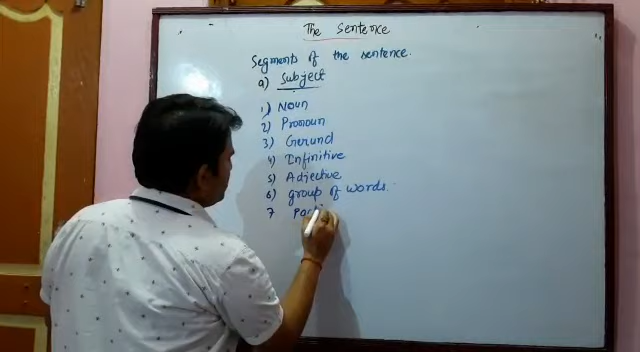 The Sentence
Segments of the sentence.
a) Subject
1) Noun
2) Pronoun
3) Gerund
4) Infinitive
5) Adjective
6) group of words.
7